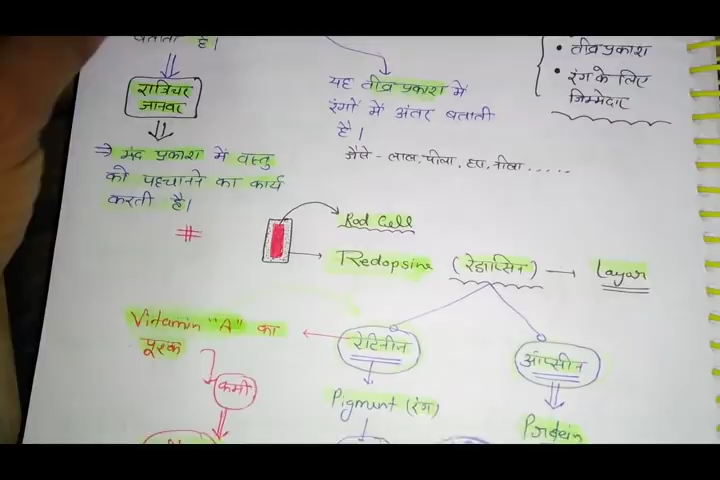 बताता है।
रात्रिचर
जानवर
⇒ मंद प्रकाश में वस्तु
को पहचानने का कार्य
करती है।
यह तीव्र प्रकाश में
रंगों में अंतर बताती
है।
जैसे - लाल, पीला, हरा, नीला.....
• तीव्र प्रकाश
• रंग के लिए
जिम्मेदार
Rod Cell
Redopsine (रेडाप्सिन) → Layar
Vitamin "A" का
पूरक
कमी
रेटिनीन
Pigment (रंग)
ऑप्सीन
Protein